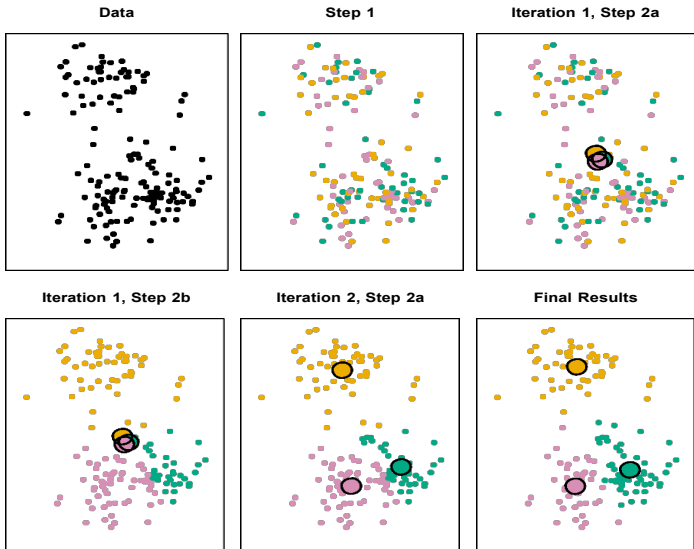 Data
Step 1
Iteration 1, Step 2a
Iteration 1, Step 2b
Iteration 2, Step 2a
Final Results